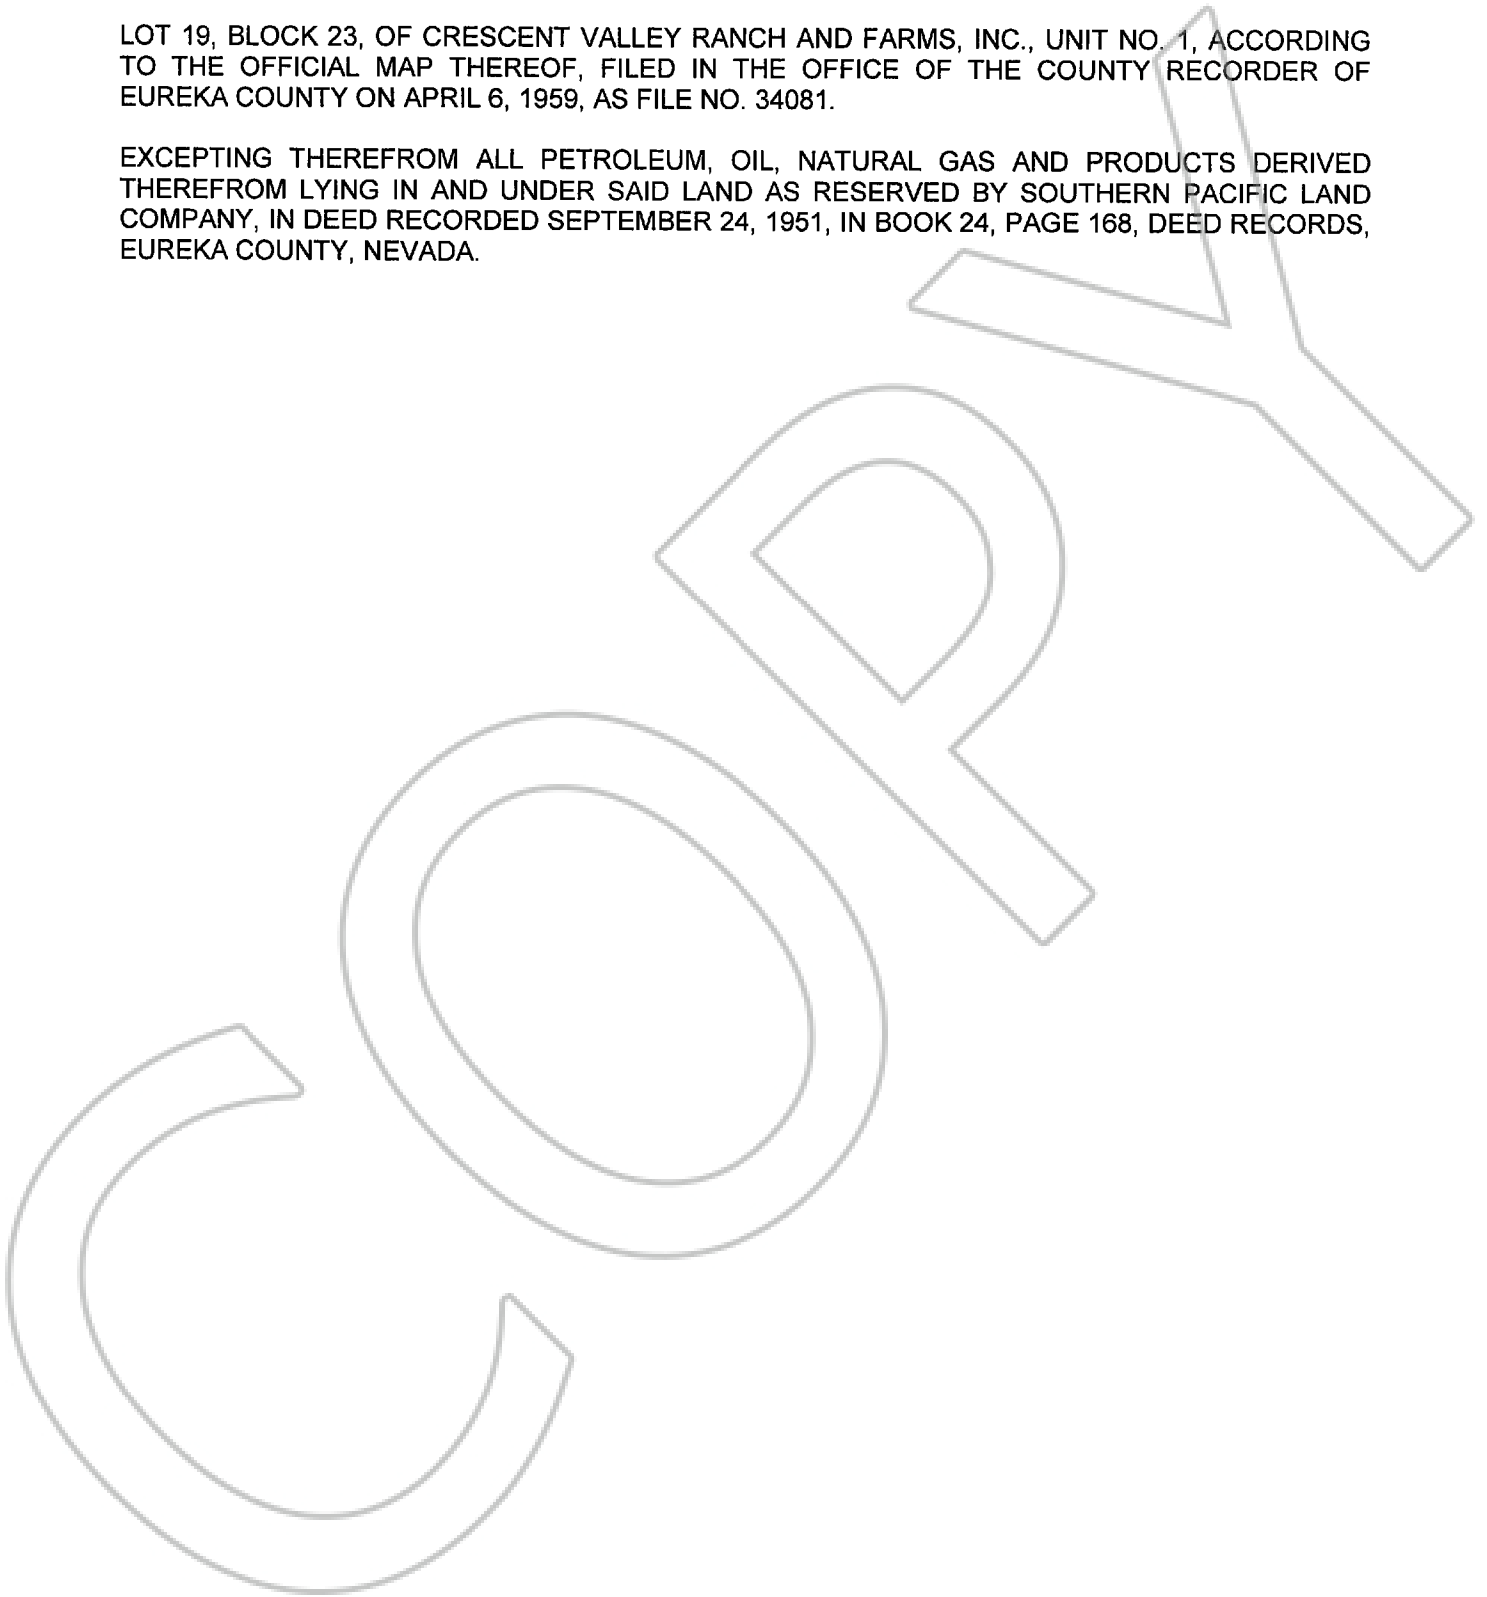 LOT 19, BLOCK 23, OF CRESCENT VALLEY RANCH AND FARMS, INC., UNIT NO. 1, ACCORDING
TO THE OFFICIAL MAP THEREOF, FILED IN THE OFFICE OF THE COUNTY RECORDER OF
EUREKA COUNTY ON APRIL 6, 1959, AS FILE NO. 34081.
EXCEPTING THEREFROM ALL PETROLEUM, OIL, NATURAL GAS AND PRODUCTS DERIVED
THEREFROM LYING IN AND UNDER SAID LAND AS RESERVED BY SOUTHERN PACIFIC LAND
COMPANY, IN DEED RECORDED SEPTEMBER 24, 1951, IN BOOK 24, PAGE 168, DEED RECORDS,
EUREKA COUNTY, NEVADA.
COPY